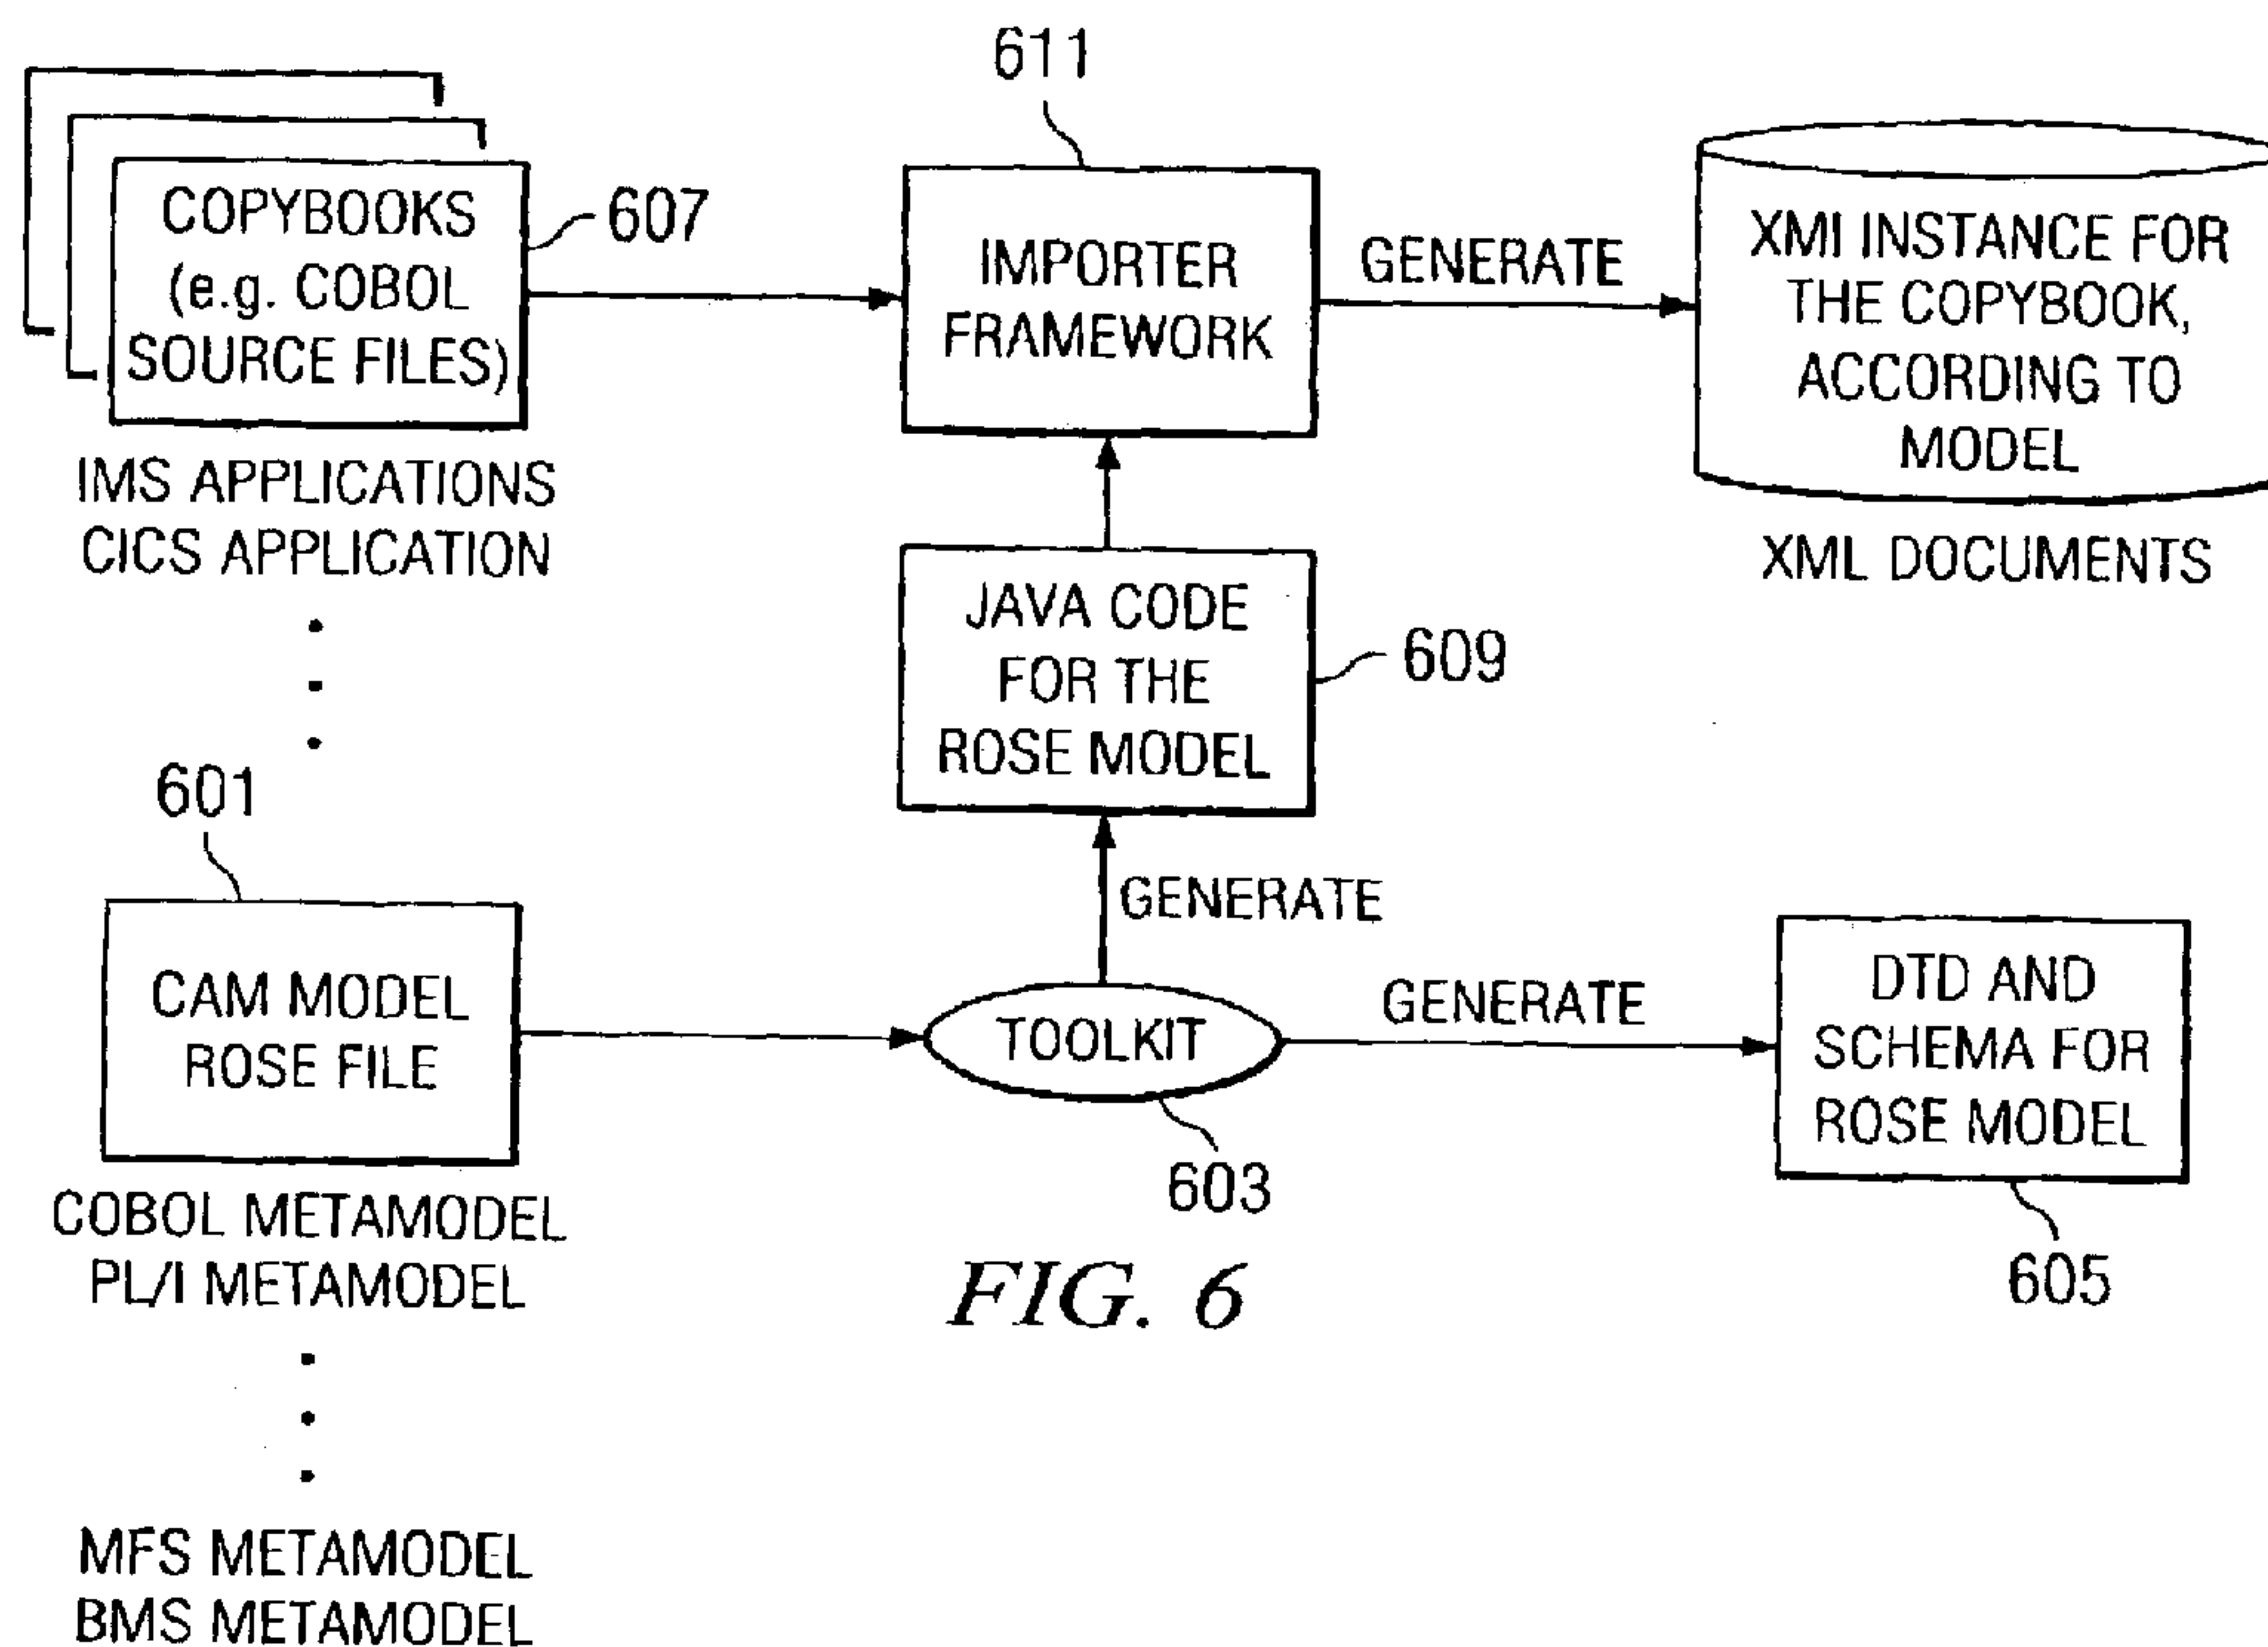 611
COPYBOOKS
(e.g. COBOL
SOURCE FILES)
607
IMPORTER
FRAMEWORK
GENERATE
XMI INSTANCE FOR
THE COPYBOOK,
ACCORDING TO
MODEL
IMS APPLICATIONS
CICS APPLICATION
XML DOCUMENTS
JAVA CODE
FOR THE
ROSE MODEL
609
601
GENERATE
CAM MODEL
ROSE FILE
TOOLKIT
603
GENERATE
DTD AND
SCHEMA FOR
ROSE MODEL
605
COBOL METAMODEL
PL/I METAMODEL
MFS METAMODEL
BMS METAMODEL
FIG. 6